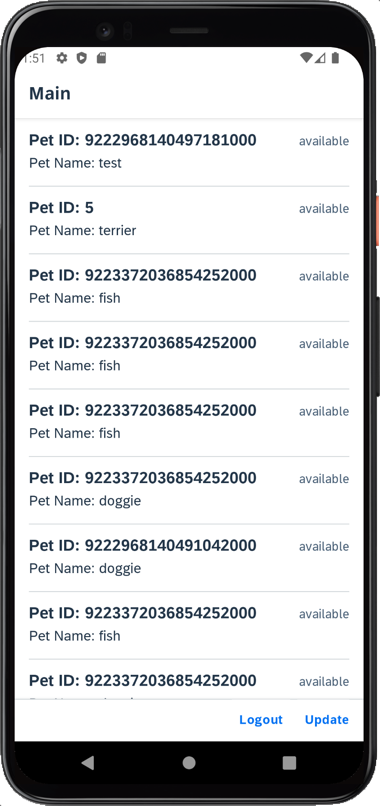 1:51
Main
Pet ID: 9222968140497181000 available
Pet Name: test
Pet ID: 5 available
Pet Name: terrier
Pet ID: 9223372036854252000 available
Pet Name: fish
Pet ID: 9223372036854252000 available
Pet Name: fish
Pet ID: 9223372036854252000 available
Pet Name: fish
Pet ID: 9223372036854252000 available
Pet Name: doggie
Pet ID: 9222968140491042000 available
Pet Name: doggie
Pet ID: 9223372036854252000 available
Pet Name: fish
Pet ID: 9223372036854252000 available
Logout Update